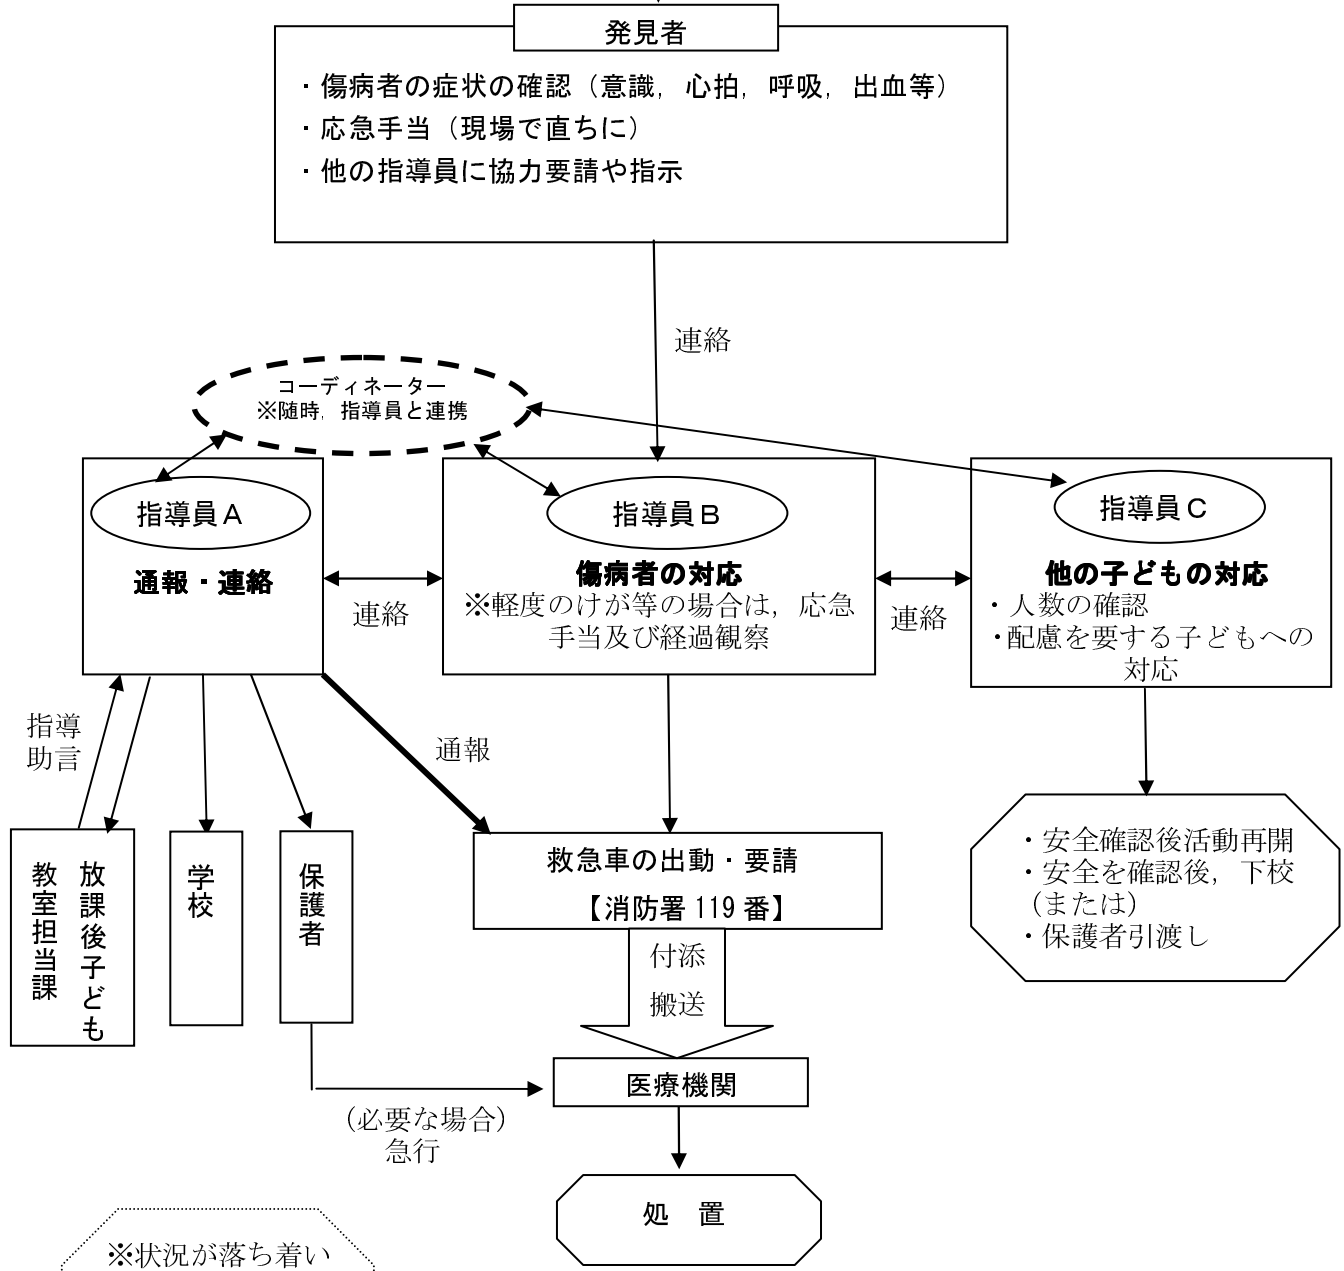 発見者
・傷病者の症状の確認（意識，心拍，呼吸，出血等）
・応急手当（現場で直ちに）
・他の指導員に協力要請や指示
連絡
コーディネーター
※随時，指導員と連携
指導員Ａ
通報・連絡
連絡
指導員Ｂ
傷病者の対応
※軽度のけが等の場合は，応急
手当及び経過観察
連絡
指導員Ｃ
他の子どもの対応
・人数の確認
・配慮を要する子どもへの
対応
指導
助言
通報
放課後子ども
教室担当課
学校
保護者
救急車の出動・要請
【消防署 119 番】
・安全確認後活動再開
・安全を確認後，下校
（または）
・保護者引渡し
付添
搬送
医療機関
（必要な場合）
急行
処　置
※状況が落ち着い